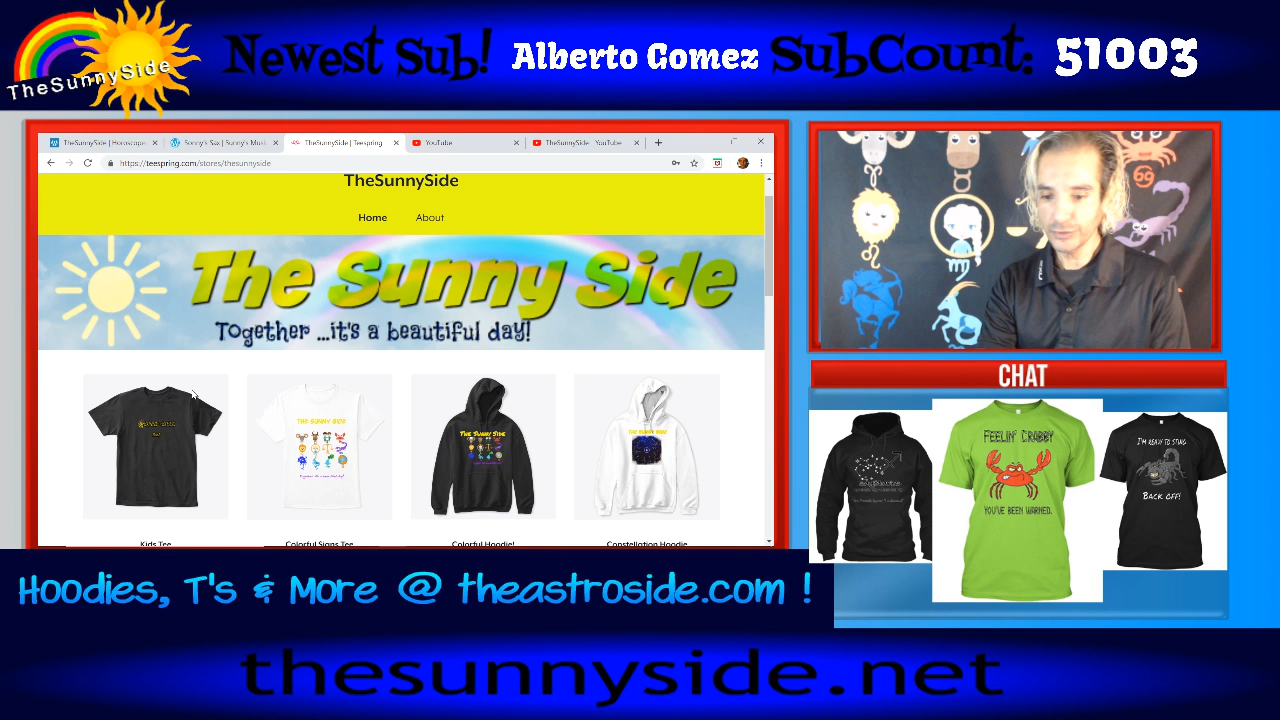 TheSunnySide
Newest Sub! Alberto Gomez SubCount: 51003
TheSunnySide | Horoscope
Sonny's Sax | Sunny's Mus
TheSunnySide | Teespring
YouTube
TheSunnySide YouTube
https://teespring.com/stores/thesunnyside
TheSunnySide
Home About
The Sunny Side
Together ...it's a beautiful day!
THE SUNNY SIDE
THE SUNNY SIDE
Kids Tee
Colorful Signs Tee
Colorful Hoodie!
Constellation Hoodie
69
CHAT
FEELIN' CRABBY
YOU'VE BEEN WARNED.
I'M READY TO STING
BACK OFF!
Hoodies, T's & More @ theastroside.com !
thesunnyside.net